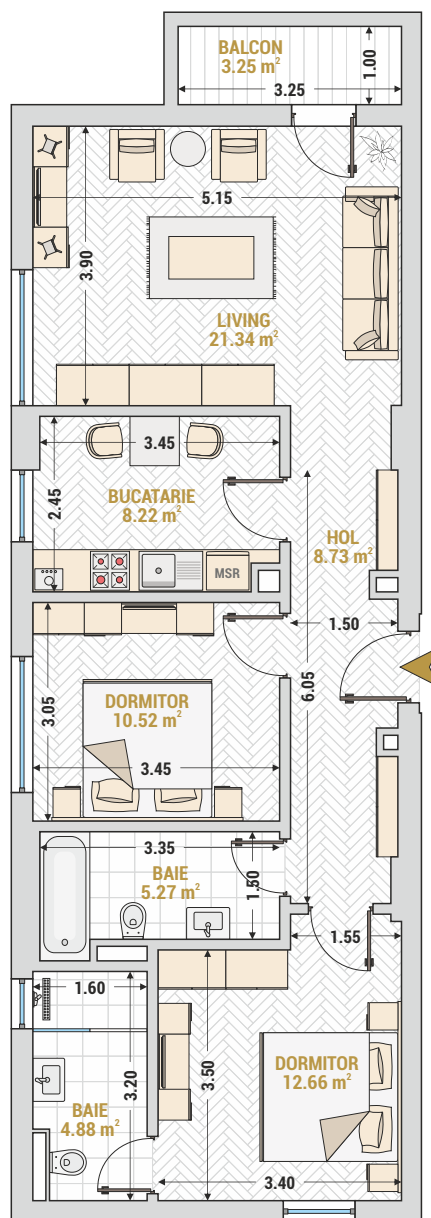 BALCON
3.25 m²
1.00
3.25
5.15
3.90
LIVING
21.34 m²
3.45
2.45
BUCATARIE
8.22 m²
HOL
8.73 m²
MSR
1.50
3.05
DORMITOR
10.52 m²
6.05
3.45
3.35
BAIE
5.27 m²
1.50
1.55
1.60
3.20
3.50
DORMITOR
12.66 m²
BAIE
4.88 m²
3.40